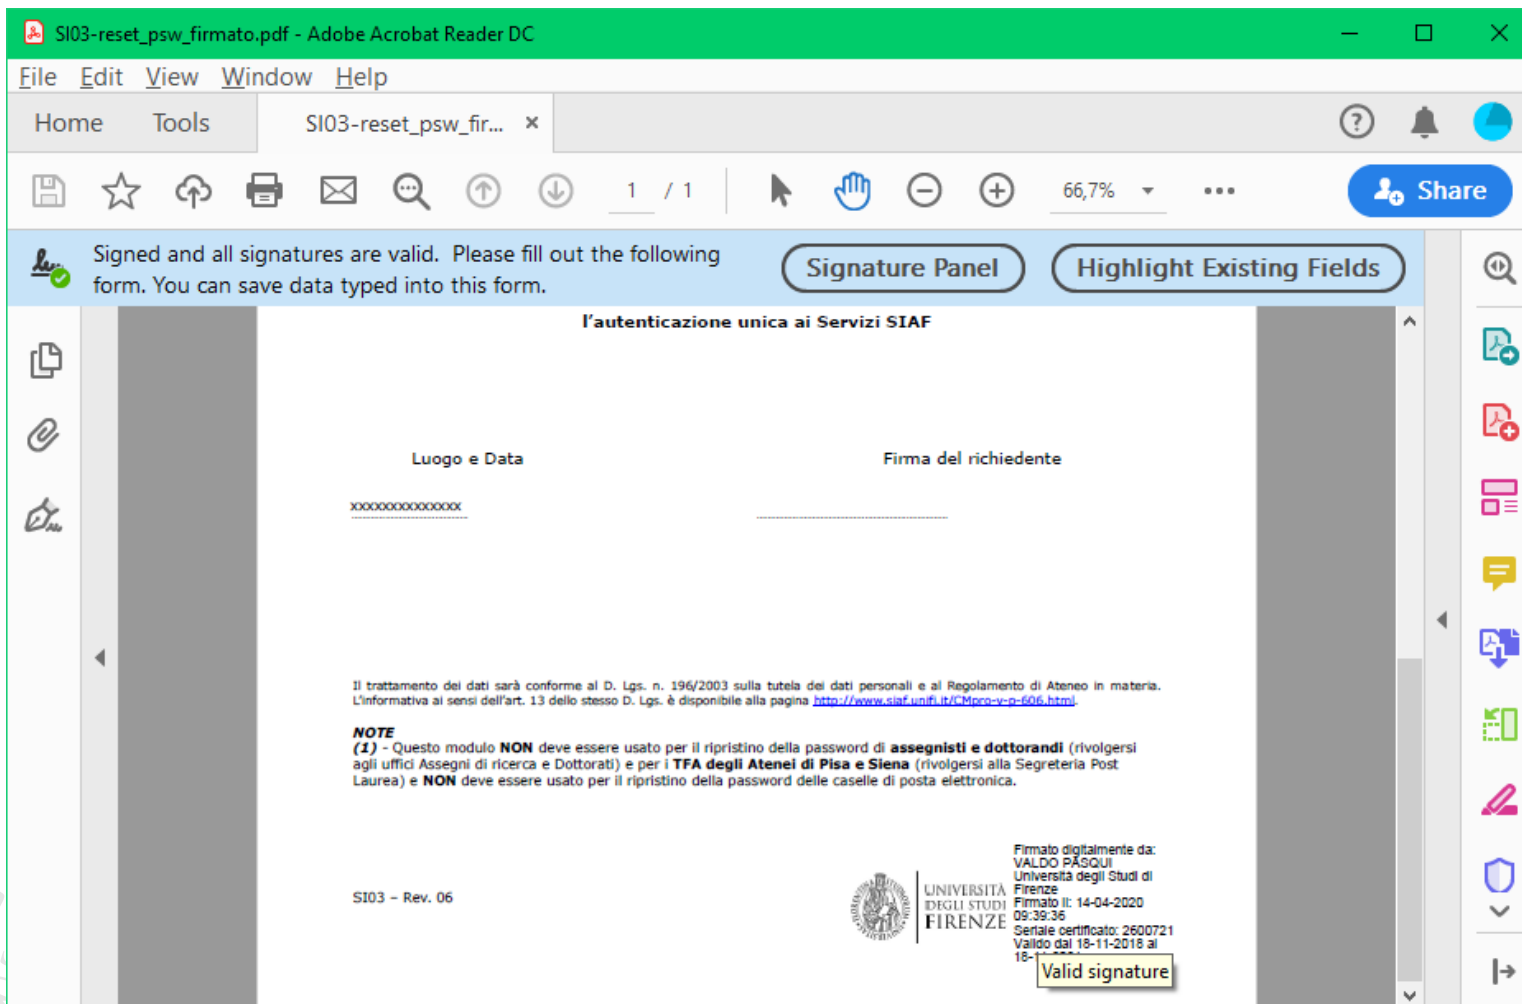 SI03-reset_psw_firmato.pdf - Adobe Acrobat Reader DC
File Edit View Window Help
Home Tools SI03-reset_psw_fir... ×
1 / 1 66,7% Share
Signed and all signatures are valid. Please fill out the following
form. You can save data typed into this form.
Signature Panel Highlight Existing Fields
l'autenticazione unica ai Servizi SIAF
Luogo e Data Firma del richiedente
xxxxxxxxxxxxxx
Il trattamento dei dati sarà conforme al D. Lgs. n. 196/2003 sulla tutela dei dati personali e al Regolamento di Ateneo in materia.
L'informativa ai sensi dell'art. 13 dello stesso D. Lgs. è disponibile alla pagina http://www.siaf.unifi.it/CMpro-v-p-606.html.
NOTE
(1) - Questo modulo NON deve essere usato per il ripristino della password di assegnisti e dottorandi (rivolgersi
agli uffici Assegni di ricerca e Dottorati) e per i TFA degli Atenei di Pisa e Siena (rivolgersi alla Segreteria Post
Laurea) e NON deve essere usato per il ripristino della password delle caselle di posta elettronica.
SI03 – Rev. 06
UNIVERSITÀ
DEGLI STUDI
FIRENZE
Firmato digitalmente da:
VALDO PASQUI
Università degli Studi di
Firenze
Firmato il: 14-04-2020
09:39:36
Seriale certificato: 2600721
Valido dal 18-11-2018 al
18-
Valid signature